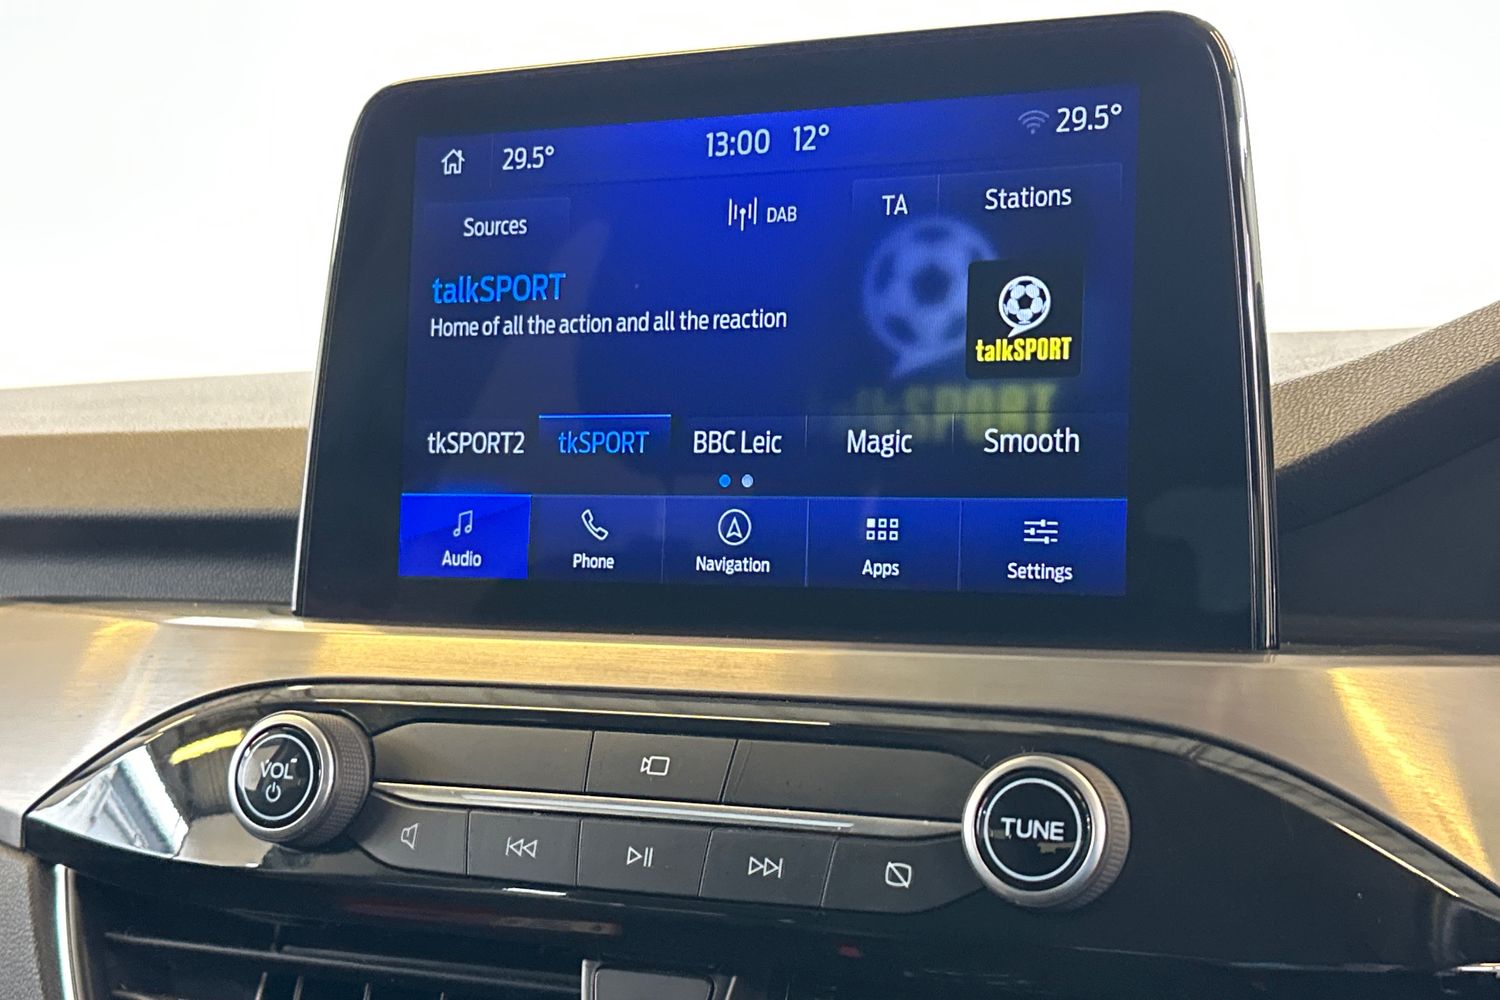 29.5°
13:00 12°
29.5°
Sources
DAB
TA
Stations
talkSPORT
Home of all the action and all the reaction
talkSPORT
tkSPORT2
tkSPORT
BBC Leic
Magic
Smooth
Audio
Phone
Navigation
Apps
Settings
VOL
TUNE